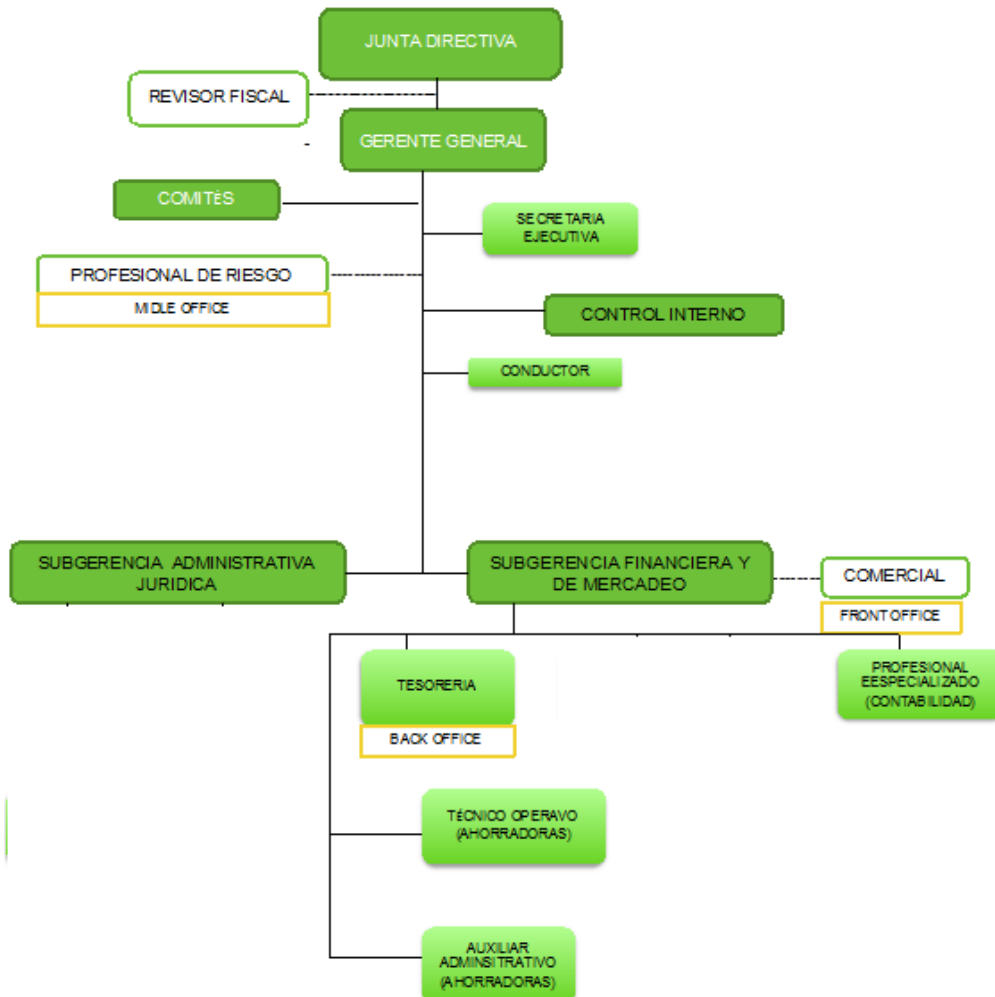 JUNTA DIRECTIVA
REVISOR FISCAL
GERENTE GENERAL
COMITÉS
SECRETARIA
EJECUTIVA
PROFESIONAL DE RIESGO
MIDLE OFFICE
CONTROL INTERNO
CONDUCTOR
SUBGERENCIA ADMINISTRATIVA
JURIDICA
SUBGERENCIA FINANCIERA Y
DE MERCADEO
COMERCIAL
FRONT OFFICE
TESORERIA
BACK OFFICE
PROFESIONAL
EESPECIALIZADO
(CONTABILIDAD)
TÉCNICO OPERAVO
(AHORRADORAS)
AUXILIAR
ADMINSITRATIVO
(AHORRADORAS)